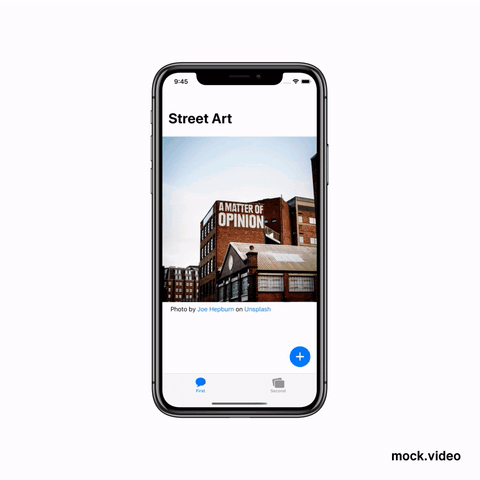 9:45
Street Art
A MATTER OF
OPINION
Photo by Joe Hepburn on Unsplash
First
Second
mock.video